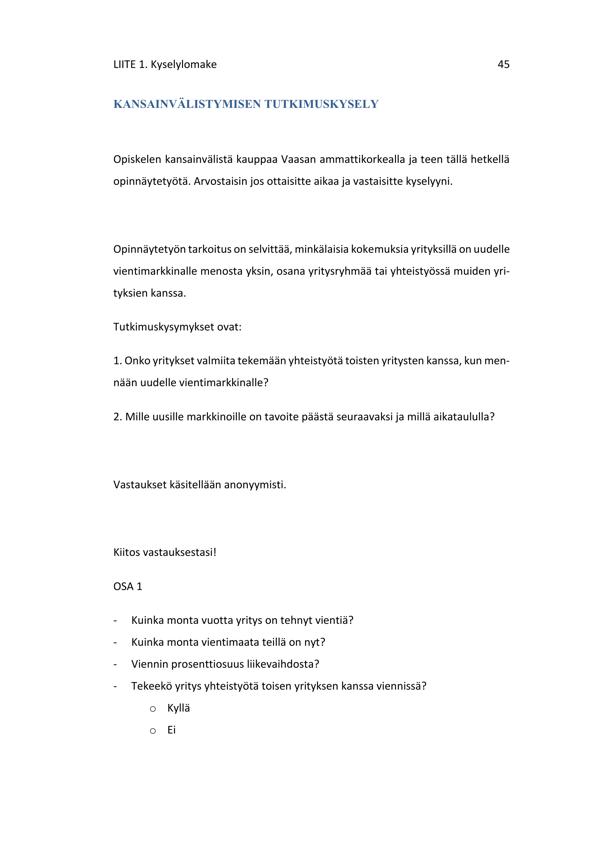 LIITE 1. Kyselylomake 45
KANSAINVÄLISTYMISEN TUTKIMUSKYSELY
Opiskelen kansainvälistä kauppaa Vaasan ammattikorkealla ja teen tällä hetkellä
opinnäytetyötä. Arvostaisin jos ottaisitte aikaa ja vastaisitte kyselyyni.
Opinnäytetyön tarkoitus on selvittää, minkälaisia kokemuksia yrityksillä on uudelle
vientimarkkinalle menosta yksin, osana yritysryhmää tai yhteistyössä muiden yri-
tyksien kanssa.
Tutkimuskysymykset ovat:
1. Onko yritykset valmiita tekemään yhteistyötä toisten yritysten kanssa, kun men-
nään uudelle vientimarkkinalle?
2. Mille uusille markkinoille on tavoite päästä seuraavaksi ja millä aikataululla?
Vastaukset käsitellään anonyymisti.
Kiitos vastauksestasi!
OSA 1
- Kuinka monta vuotta yritys on tehnyt vientiä?
- Kuinka monta vientimaata teillä on nyt?
- Viennin prosenttiosuus liikevaihdosta?
- Tekeekö yritys yhteistyötä toisen yrityksen kanssa viennissä?
o Kyllä
o Ei